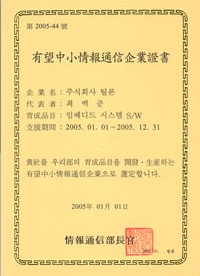 第 2005-44 號
有望中小情報通信企業證書
企 業 名 : 주식회사 틸론
代 表 者 : 최 백 준
育成品目 : 임베디드 시스템 S/W
支援期間 : 2005. 01. 01~2005. 12. 31
貴社를 우리部의 育成品目을 開發·生産하는
有望中小情報通信企業으로 選定합니다.
2005年 01月 01日
情報通信部長官